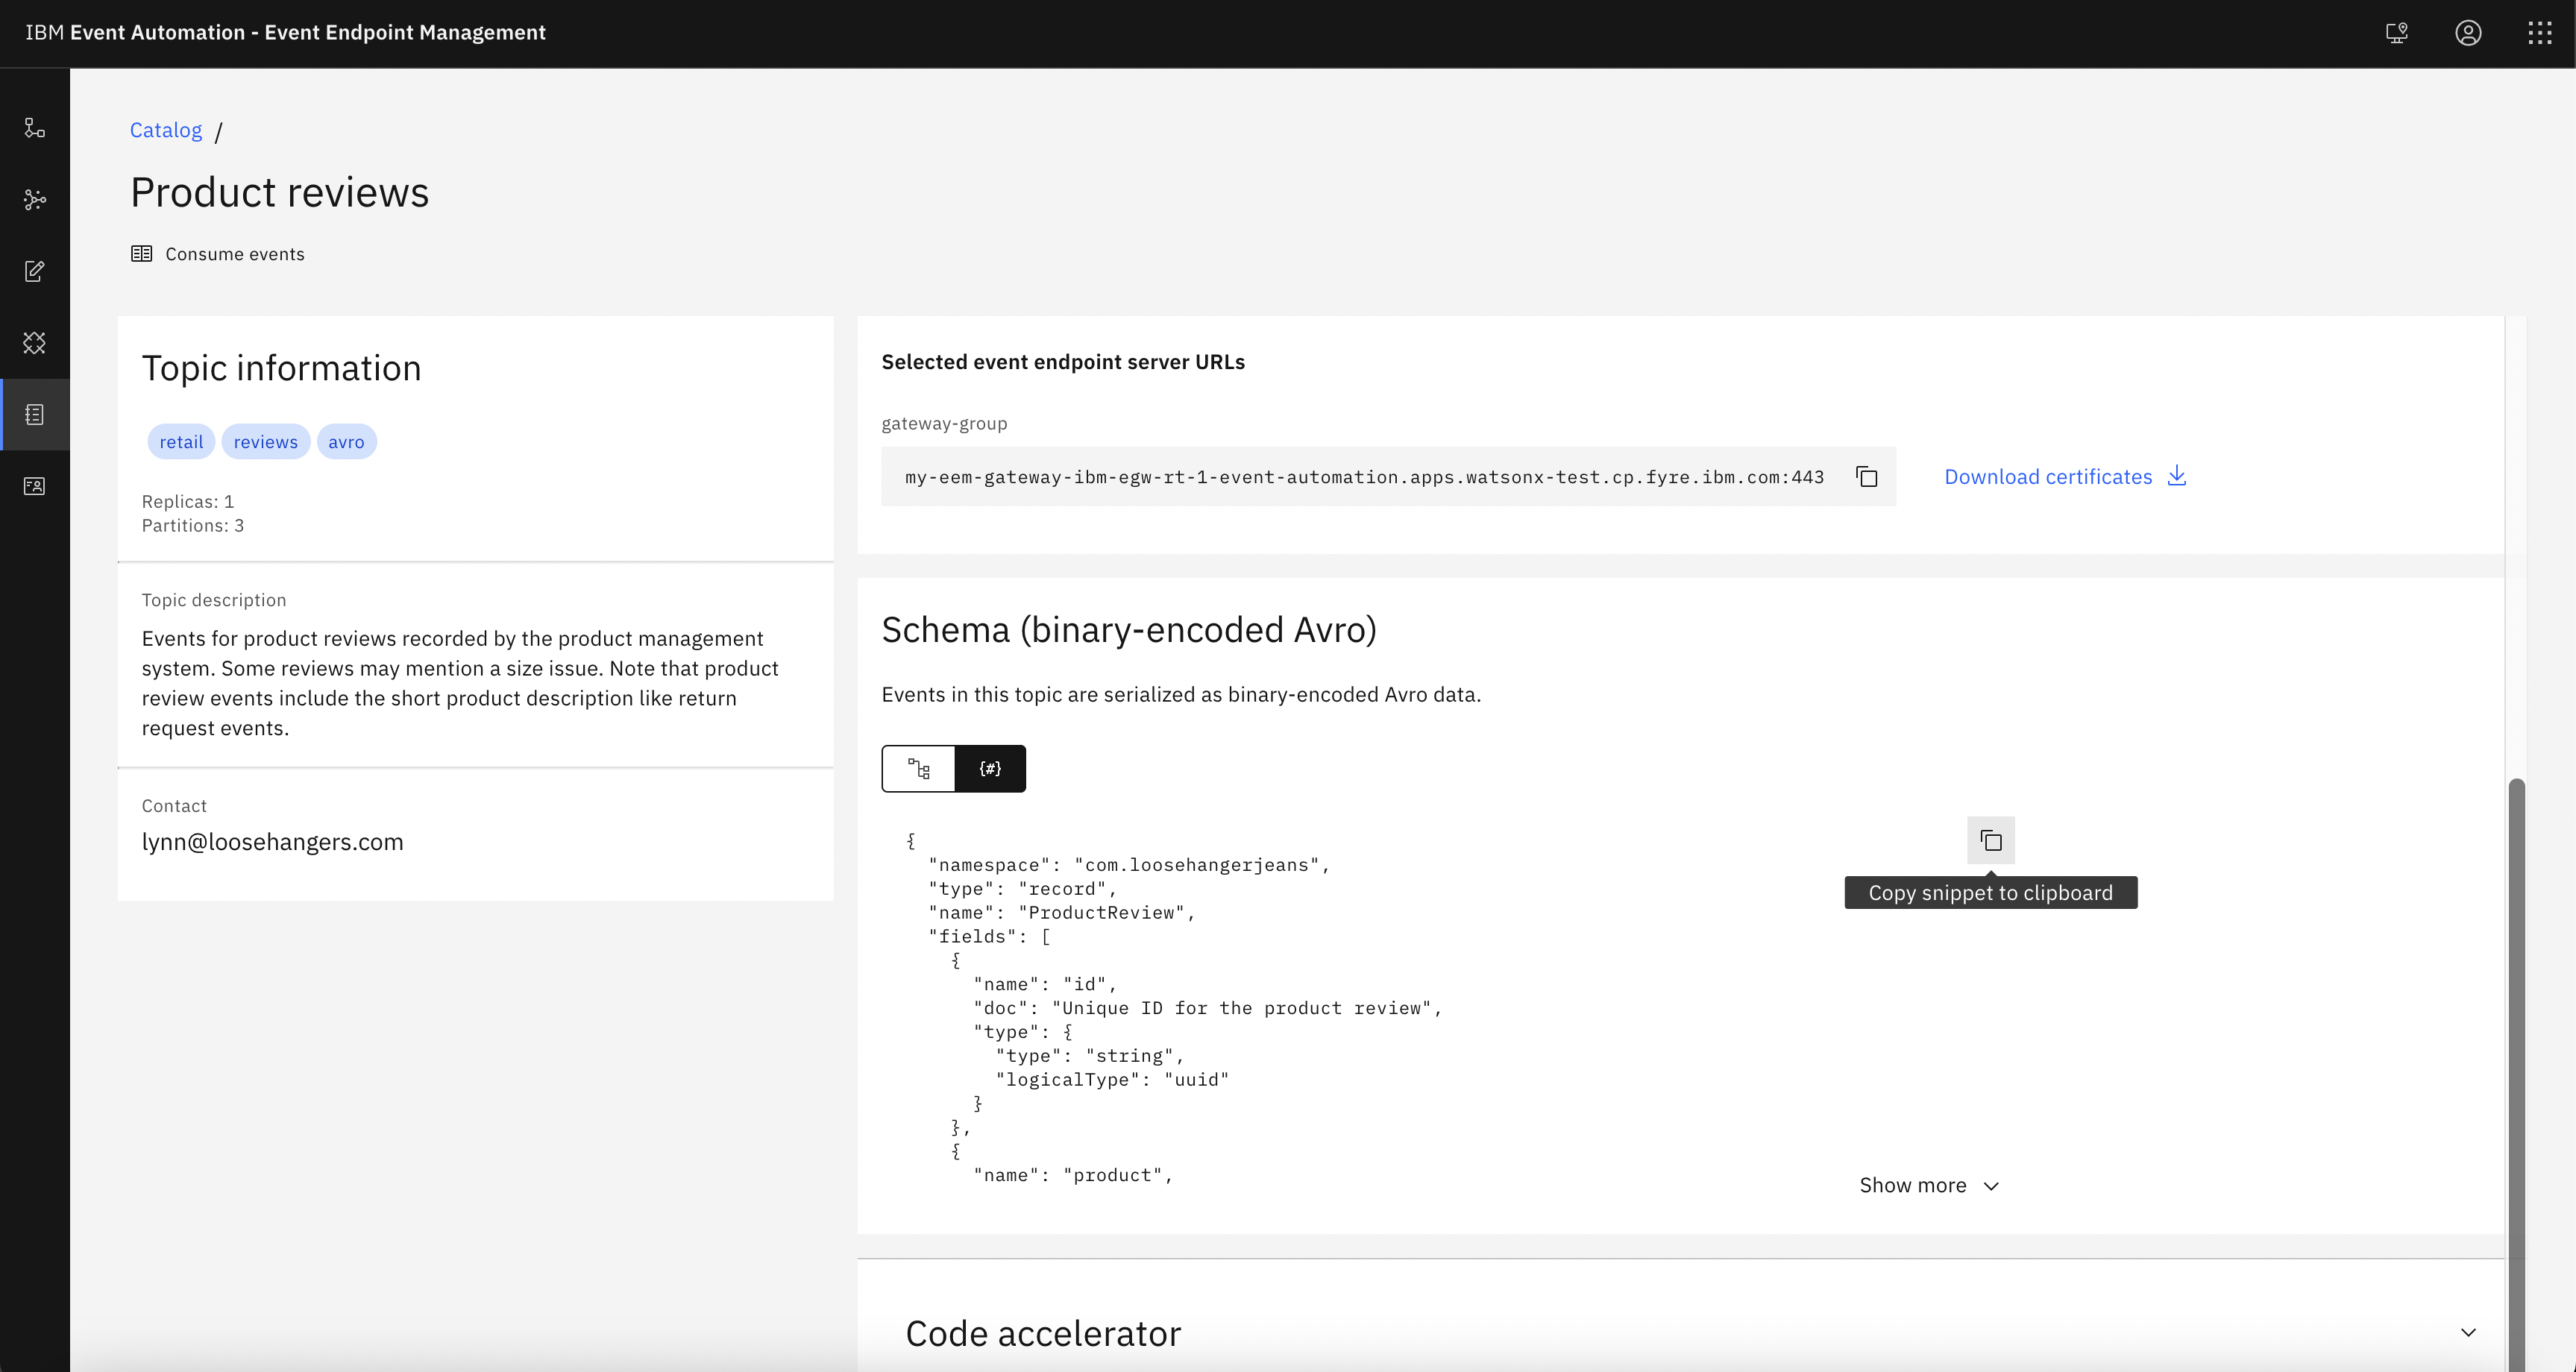 IBM Event Automation - Event Endpoint Management
Catalog /
Product reviews
Consume events
Topic information
retail reviews avro
Replicas: 1
Partitions: 3
Topic description
Events for product reviews recorded by the product management
system. Some reviews may mention a size issue. Note that product
review events include the short product description like return
request events.
Contact
lynn@loosehangers.com
Selected event endpoint server URLs
gateway-group
my-eem-gateway-ibm-egw-rt-1-event-automation.apps.watsonx-test.cp.fyre.ibm.com:443
Download certificates
Schema (binary-encoded Avro)
Events in this topic are serialized as binary-encoded Avro data.
{#}
{
  "namespace": "com.loosehangerjeans",
  "type": "record",
  "name": "ProductReview",
  "fields": [
    {
      "name": "id",
      "doc": "Unique ID for the product review",
      "type": {
        "type": "string",
        "logicalType": "uuid"
      }
    },
    {
      "name": "product",
Copy snippet to clipboard
Show more
Code accelerator